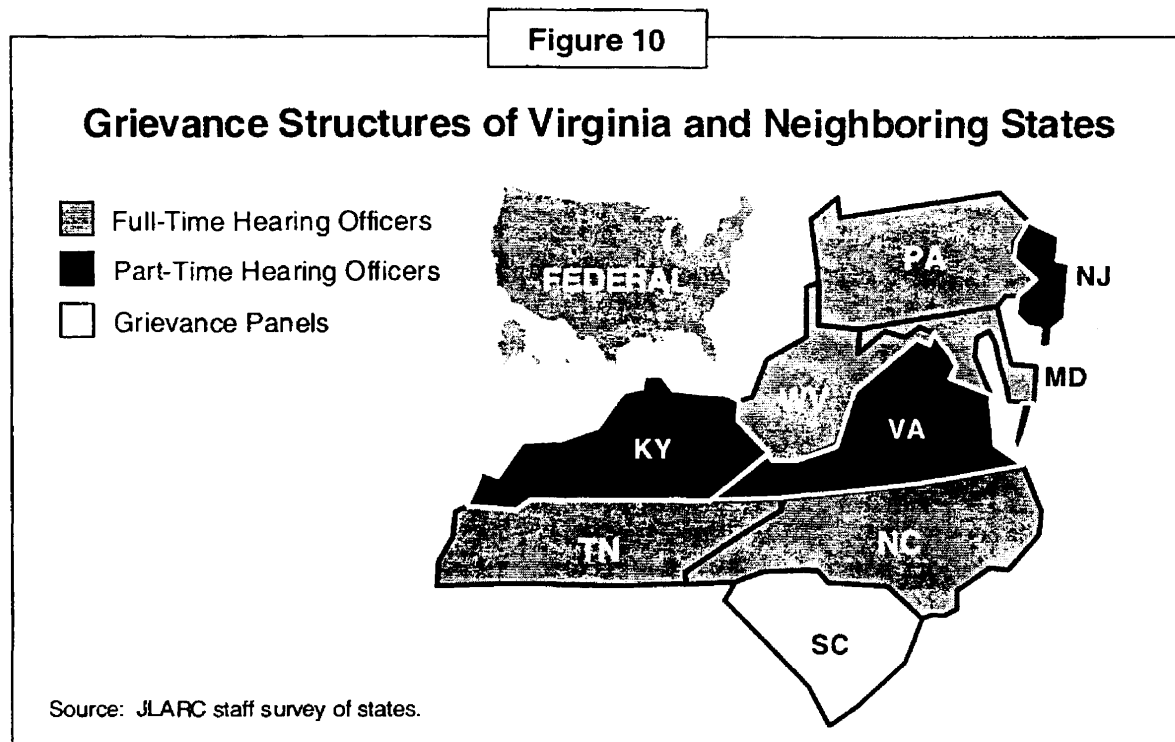 Figure 10
Grievance Structures of Virginia and Neighboring States
Full-Time Hearing Officers
Part-Time Hearing Officers
Grievance Panels
FEDERAL
PA
NJ
MD
WV
VA
KY
TN
NC
SC
Source: JLARC staff survey of states.